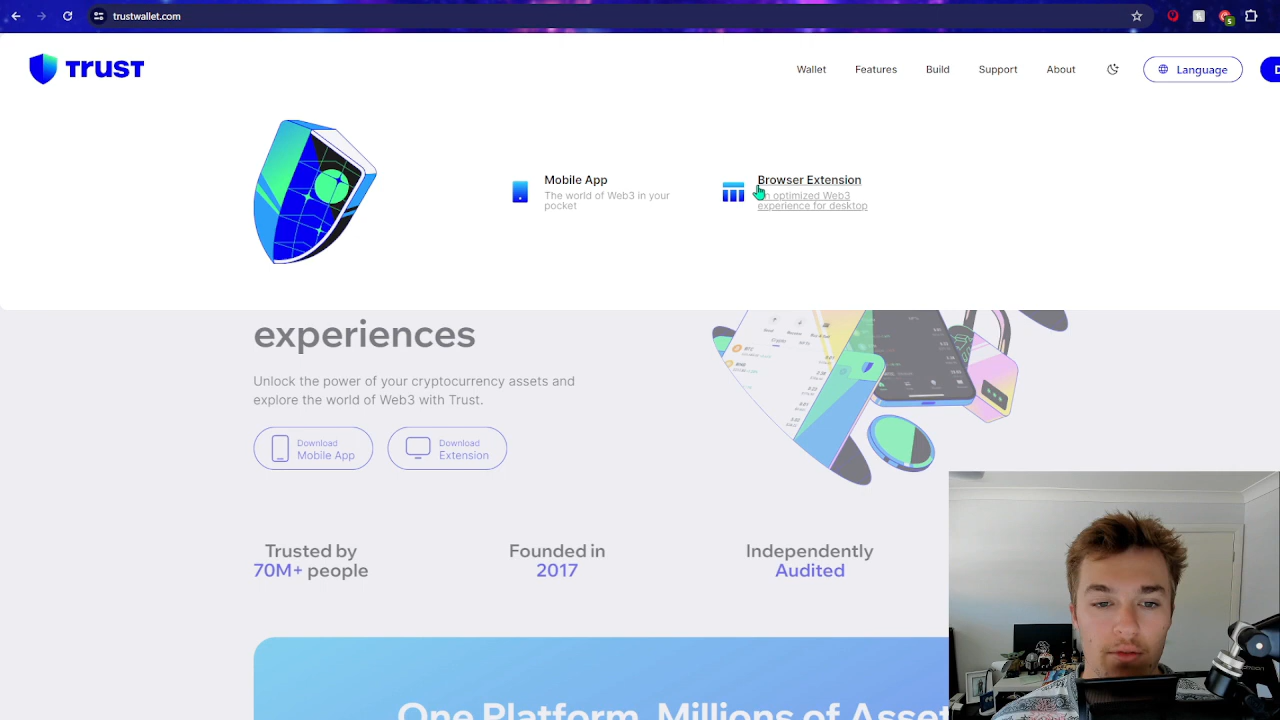 trustwallet.com
TRUST
Wallet
Features
Build
Support
About
Language
Mobile App
The world of Web3 in your
pocket
Browser Extension
optimized Web3
experience for desktop
experiences
Unlock the power of your cryptocurrency assets and
explore the world of Web3 with Trust.
Download
Mobile App
Download
Extension
Trusted by
70M+ people
Founded in
2017
Independently
Audited
One Platform, Millions of Asset